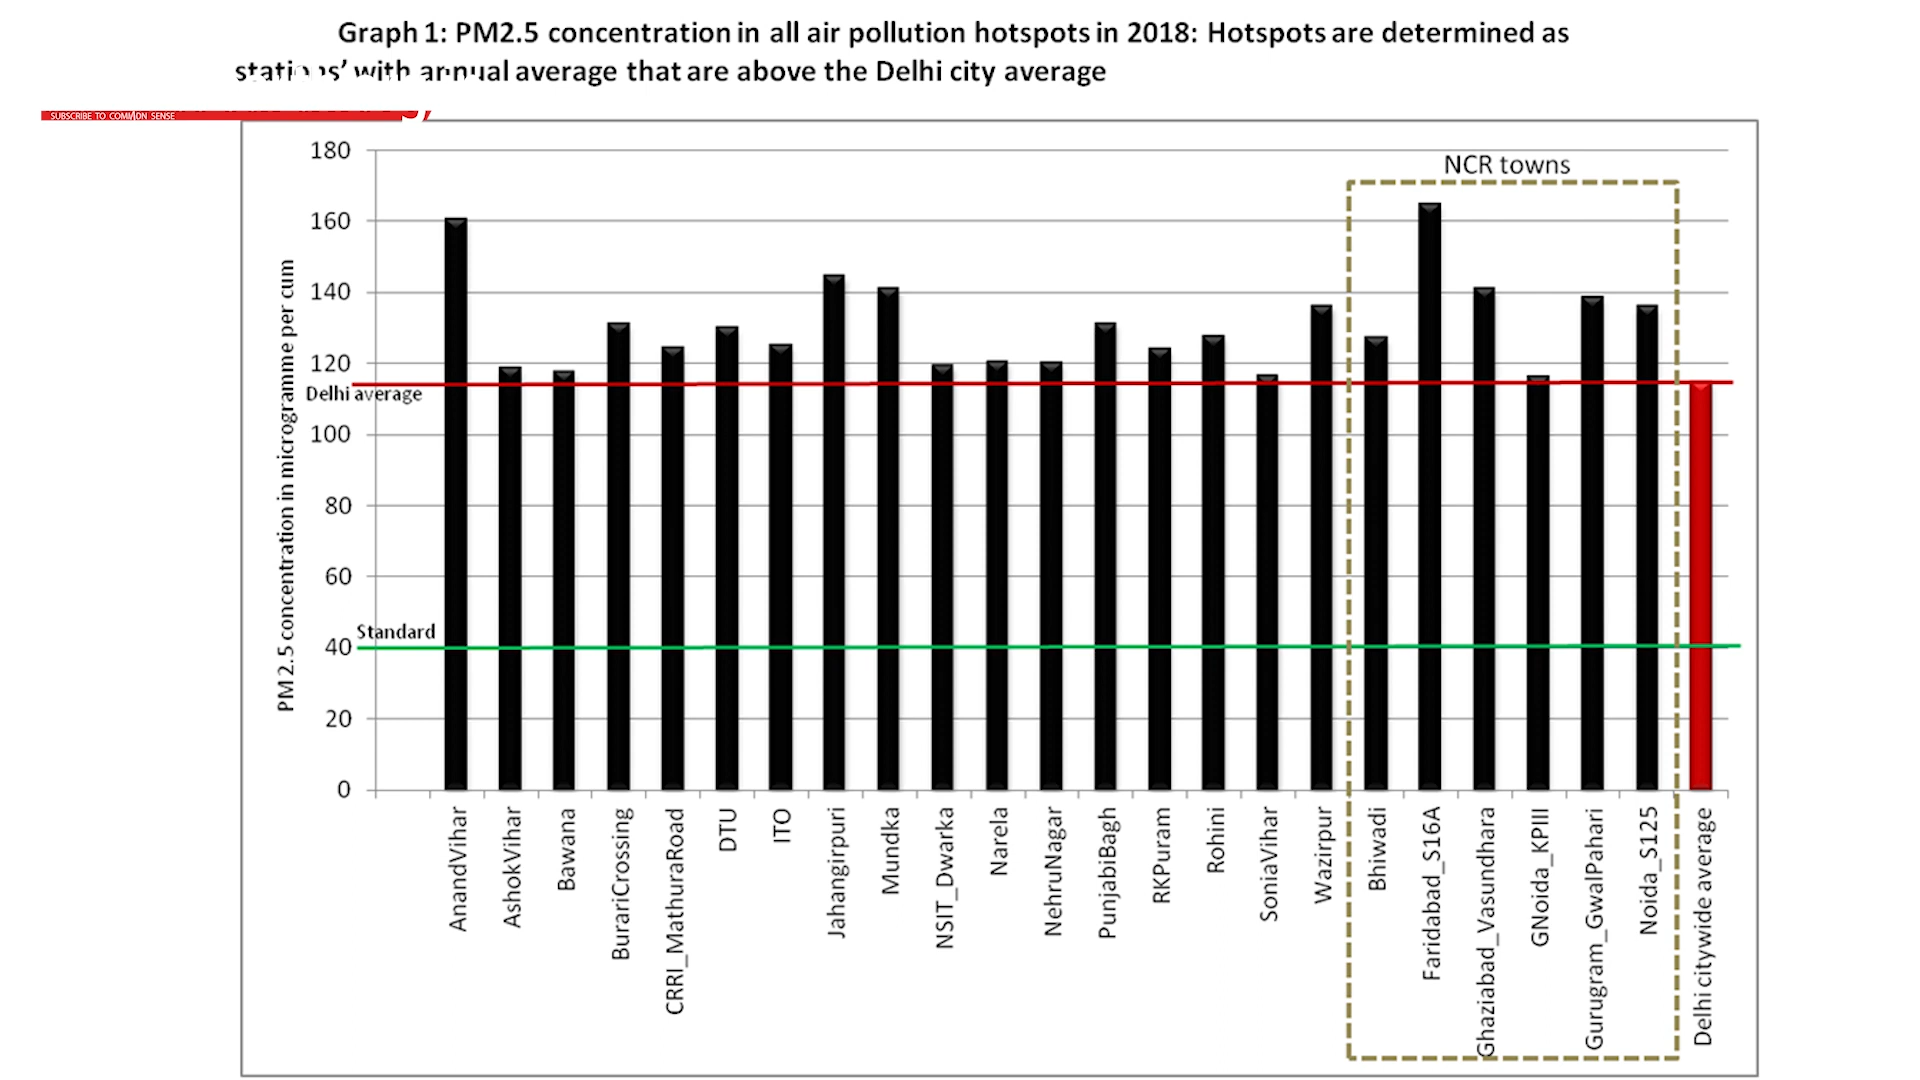 Graph 1: PM2.5 concentration in all air pollution hotspots in 2018: Hotspots are determined as
stations' with annual average that are above the Delhi city average
SUBSCRIBE TO COMMON SENSE
NCR towns
PM2.5 concentration in microgramme per cum
180
160
140
120
Delhi average
100
80
60
Standard
40
20
0
AnandVihar
AshokVihar
Bawana
BurariCrossing
CRRI_MathuraRoad
DTU
ITO
Jahangirpuri
Mundka
NSIT_Dwarka
Narela
NehruNagar
PunjabiBagh
RKPuram
Rohini
SoniaVihar
Wazirpur
Bhiwadi
Faridabad_S16A
Ghaziabad_Vasundhara
GNoida_KPIII
Gurugram_GwalPahari
Noida_S125
Delhi citywide average